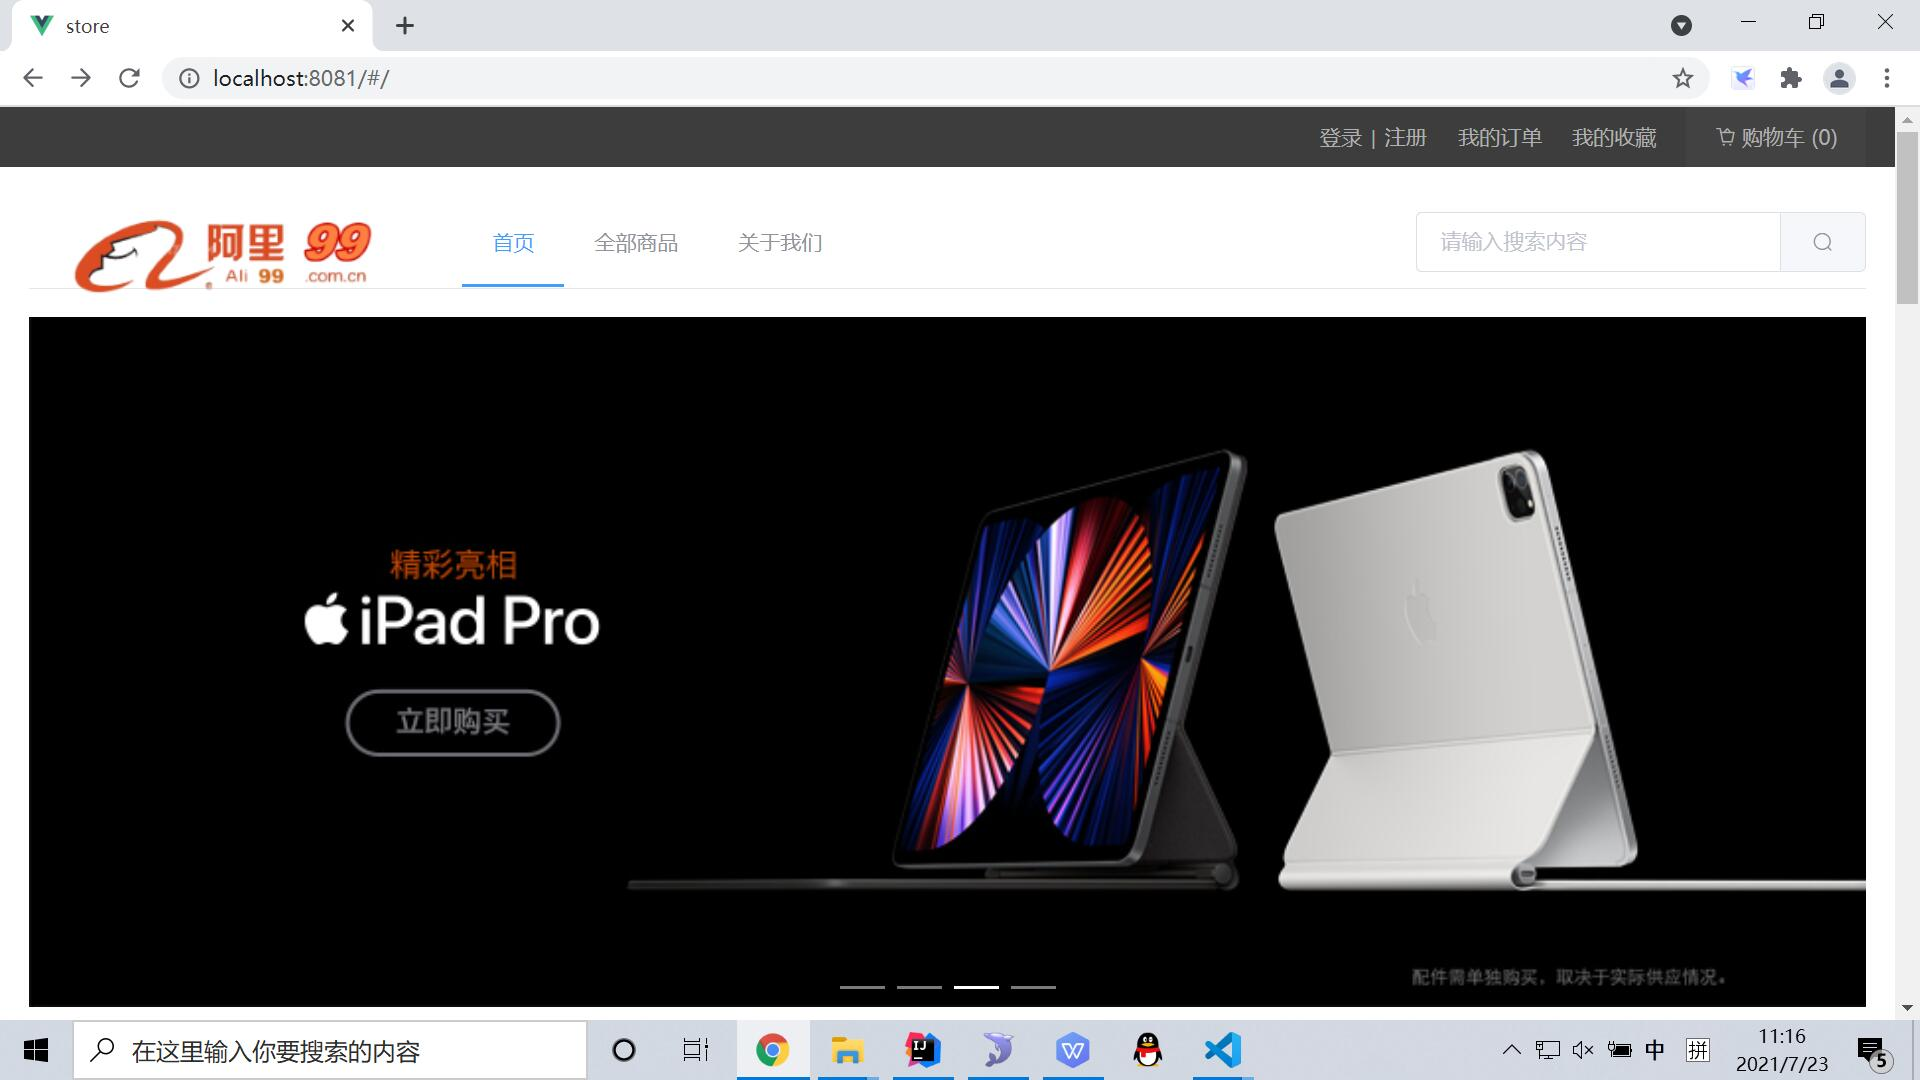 store
localhost:8081/#/
登录 | 注册 我的订单 我的收藏 购物车 (0)
阿里 99
Ali 99 .com.cn
首页 全部商品 关于我们
请输入搜索内容
精彩亮相
iPad Pro
立即购买
配件需单独购买，取决于实际供应情况。
在这里输入你要搜索的内容
中 拼
11:16
2021/7/23
5